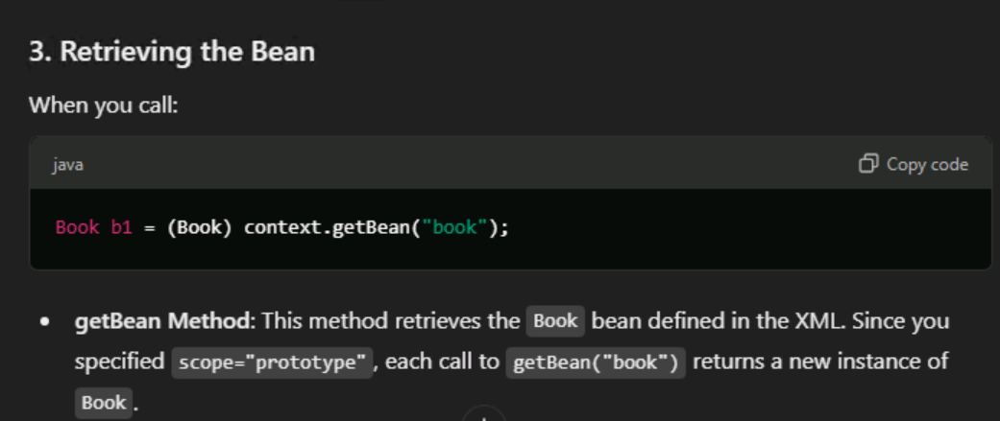 3. Retrieving the Bean
When you call:
java
Copy code
Book b1 = (Book) context.getBean("book");
• getBean Method: This method retrieves the Book bean defined in the XML. Since you
specified scope="prototype", each call to getBean("book") returns a new instance of
Book.